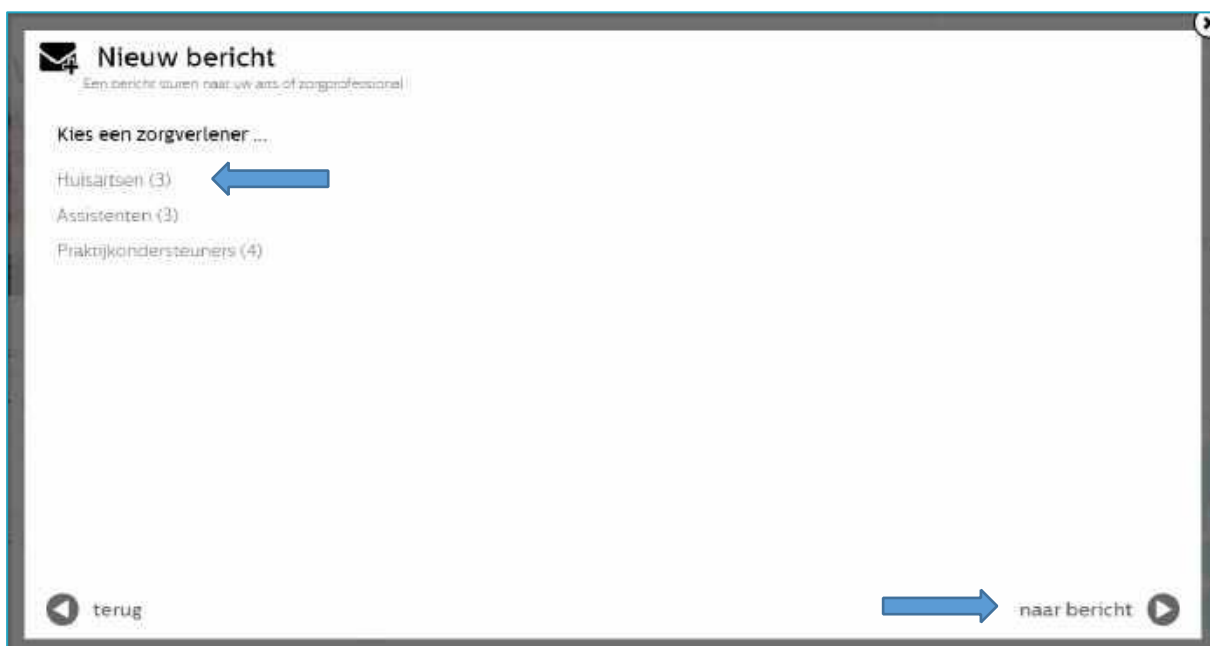 Nieuw bericht
Een bericht sturen naar uw arts of zorgprofessional
Kies een zorgverlener ...
Huisartsen (3)
Assistenten (3)
Praktijkondersteuners (4)
terug
naar bericht